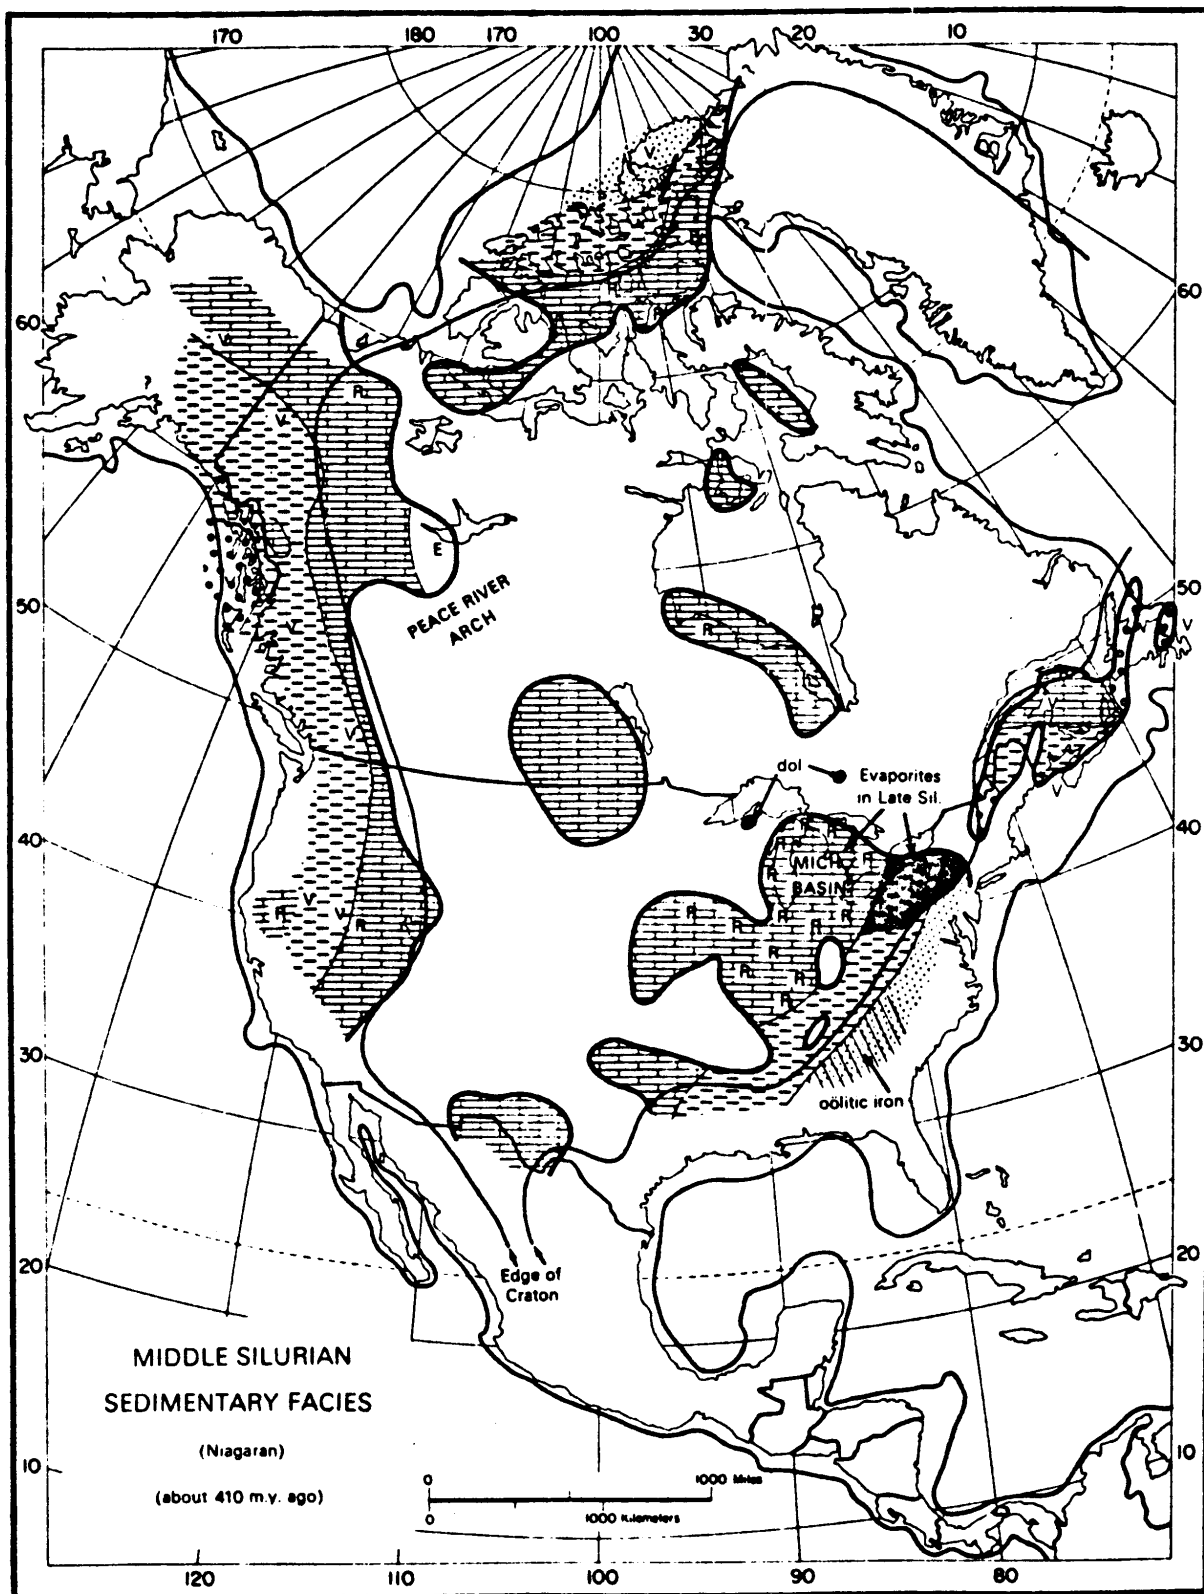 170 180 170 100 30 20 10
60 60
50 50
40 40
30 30
20 20
10 10
120 110 100 90 80
V
V
R
V
?
E
PEACE RIVER
ARCH
V
R
V
V
dol
Evaporites
in Late Sil.
MICH
BASIN
V
V
R
R
R
R
R
oölitic iron
Edge of
Craton
MIDDLE SILURIAN
SEDIMENTARY FACIES
(Niagaran)
(about 410 m.y. ago)
0 1000 Miles
0 1000 Kilometers